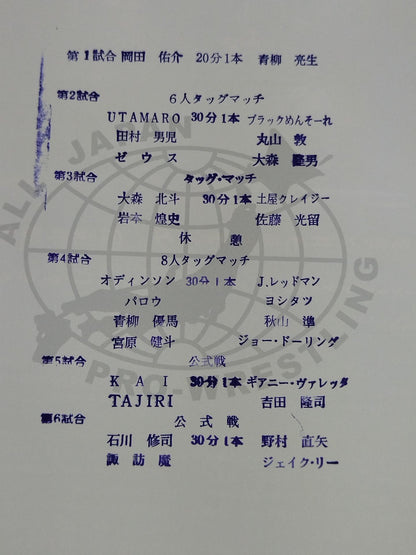 第1試合 岡田 佑介 20分1本 青柳 亮生
第2試合
6人タッグマッチ
UTAMARO 30分1本 ブラックめんそーれ
田村 男児 丸山 敦
ゼウス 大森 隆男
第3試合
タッグ・マッチ
大森 北斗 30分1本 土屋クレイジー
岩本 煌史 佐藤 光留
休憩
第4試合
8人タッグマッチ
オディンソン 30分1本 J.レッドマン
パロウ ヨシタツ
青柳 優馬 秋山 準
宮原 健斗 ジョー・ドーリング
第5試合 公式戦
KAI 30分1本 ギアニー・ヴァレッタ
TAJIRI 吉田 隆司
第6試合 公式戦
石川 修司 30分1本 野村 直矢
諏訪魔 ジェイク・リー
ALL JAPAN
PRO-WRESTLING